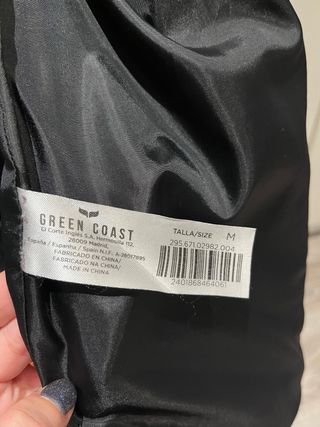 GREEN COAST
El Corte Inglés S.A. Hermosilla 112,
28009 Madrid,
España / Espanha / Spain N.I.F.: A-28017895
FABRICADO EN CHINA/
FABRICADO NA CHINA/
MADE IN CHINA
TALLA/SIZE M
295.671.02982.004
2401868464061